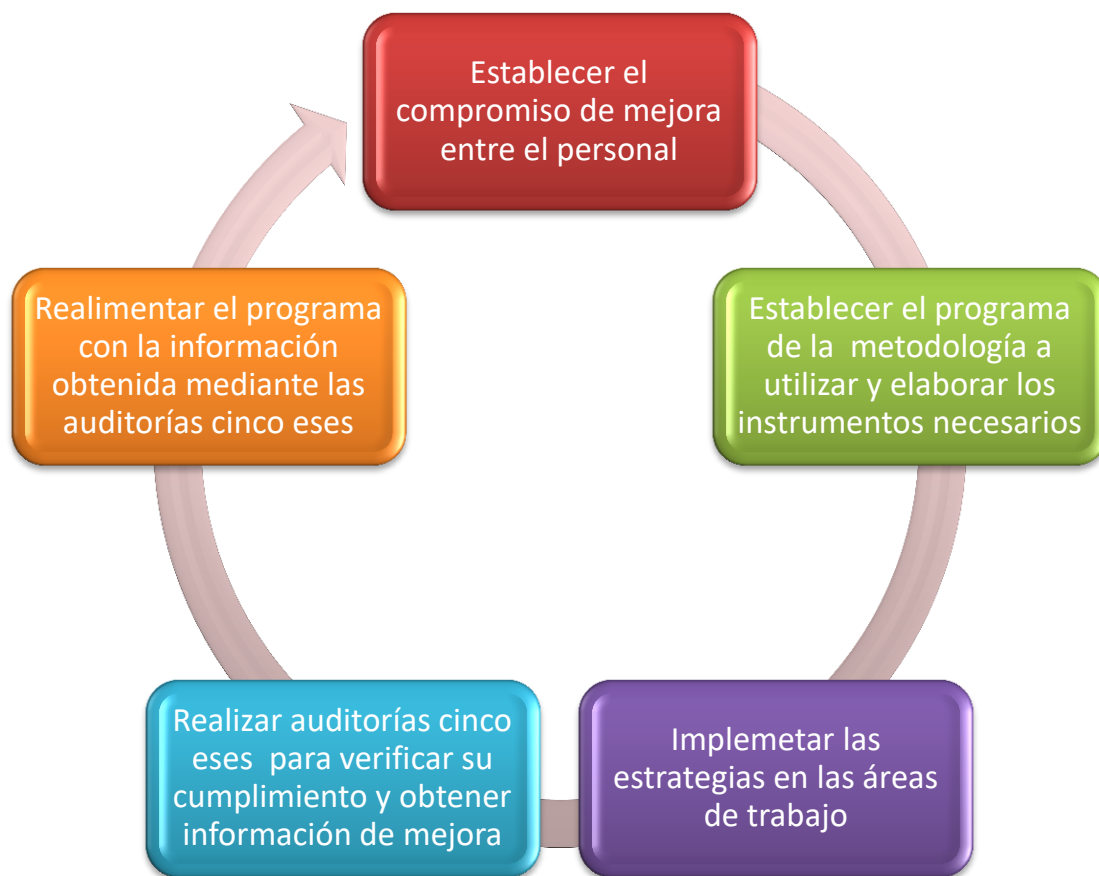 Establecer el
compromiso de mejora
entre el personal
Establecer el programa
de la metodología a
utilizar y elaborar los
instrumentos necesarios
Implemetar las
estrategias en las áreas
de trabajo
Realizar auditorías cinco
eses para verificar su
cumplimiento y obtener
información de mejora
Realimentar el programa
con la información
obtenida mediante las
auditorías cinco eses